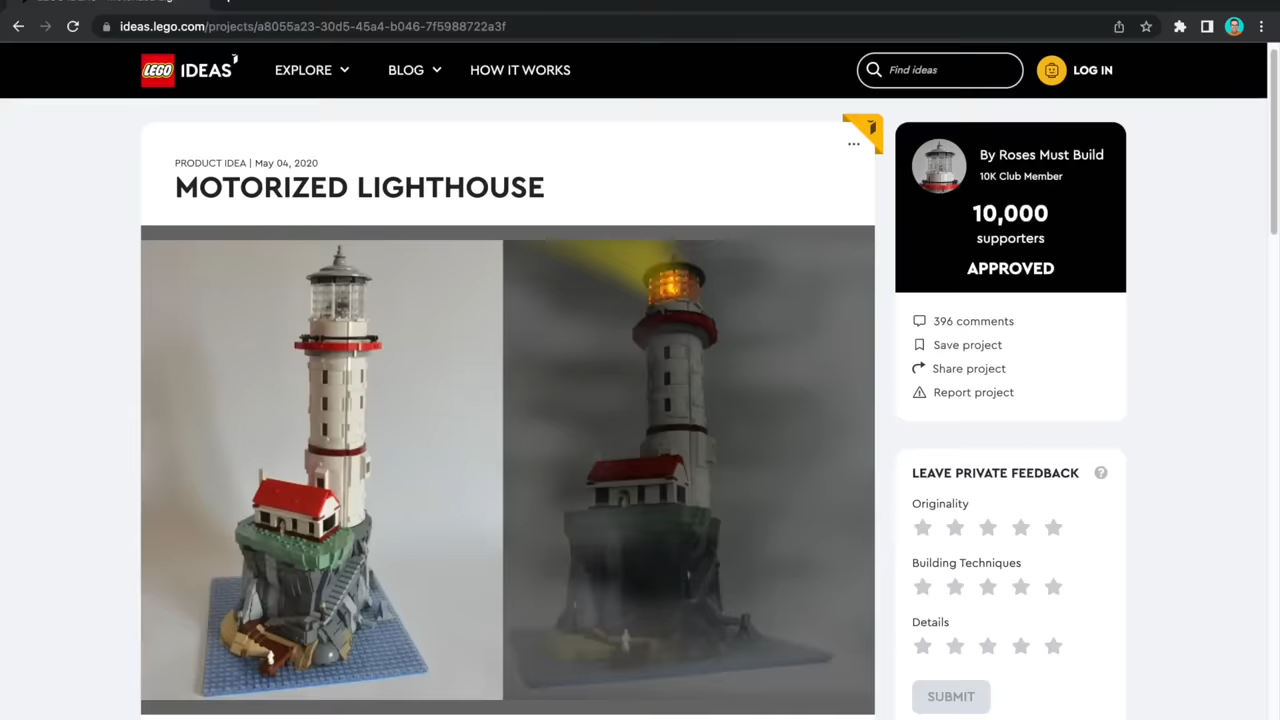 ideas.lego.com/projects/a8055a23-30d5-45a4-b046-7f5988722a3f
LEGO IDEAS EXPLORE BLOG HOW IT WORKS Find ideas LOG IN
PRODUCT IDEA | May 04, 2020
MOTORIZED LIGHTHOUSE
...
By Roses Must Build
10K Club Member
10,000
supporters
APPROVED
396 comments
Save project
Share project
Report project
LEAVE PRIVATE FEEDBACK ?
Originality
Building Techniques
Details
SUBMIT